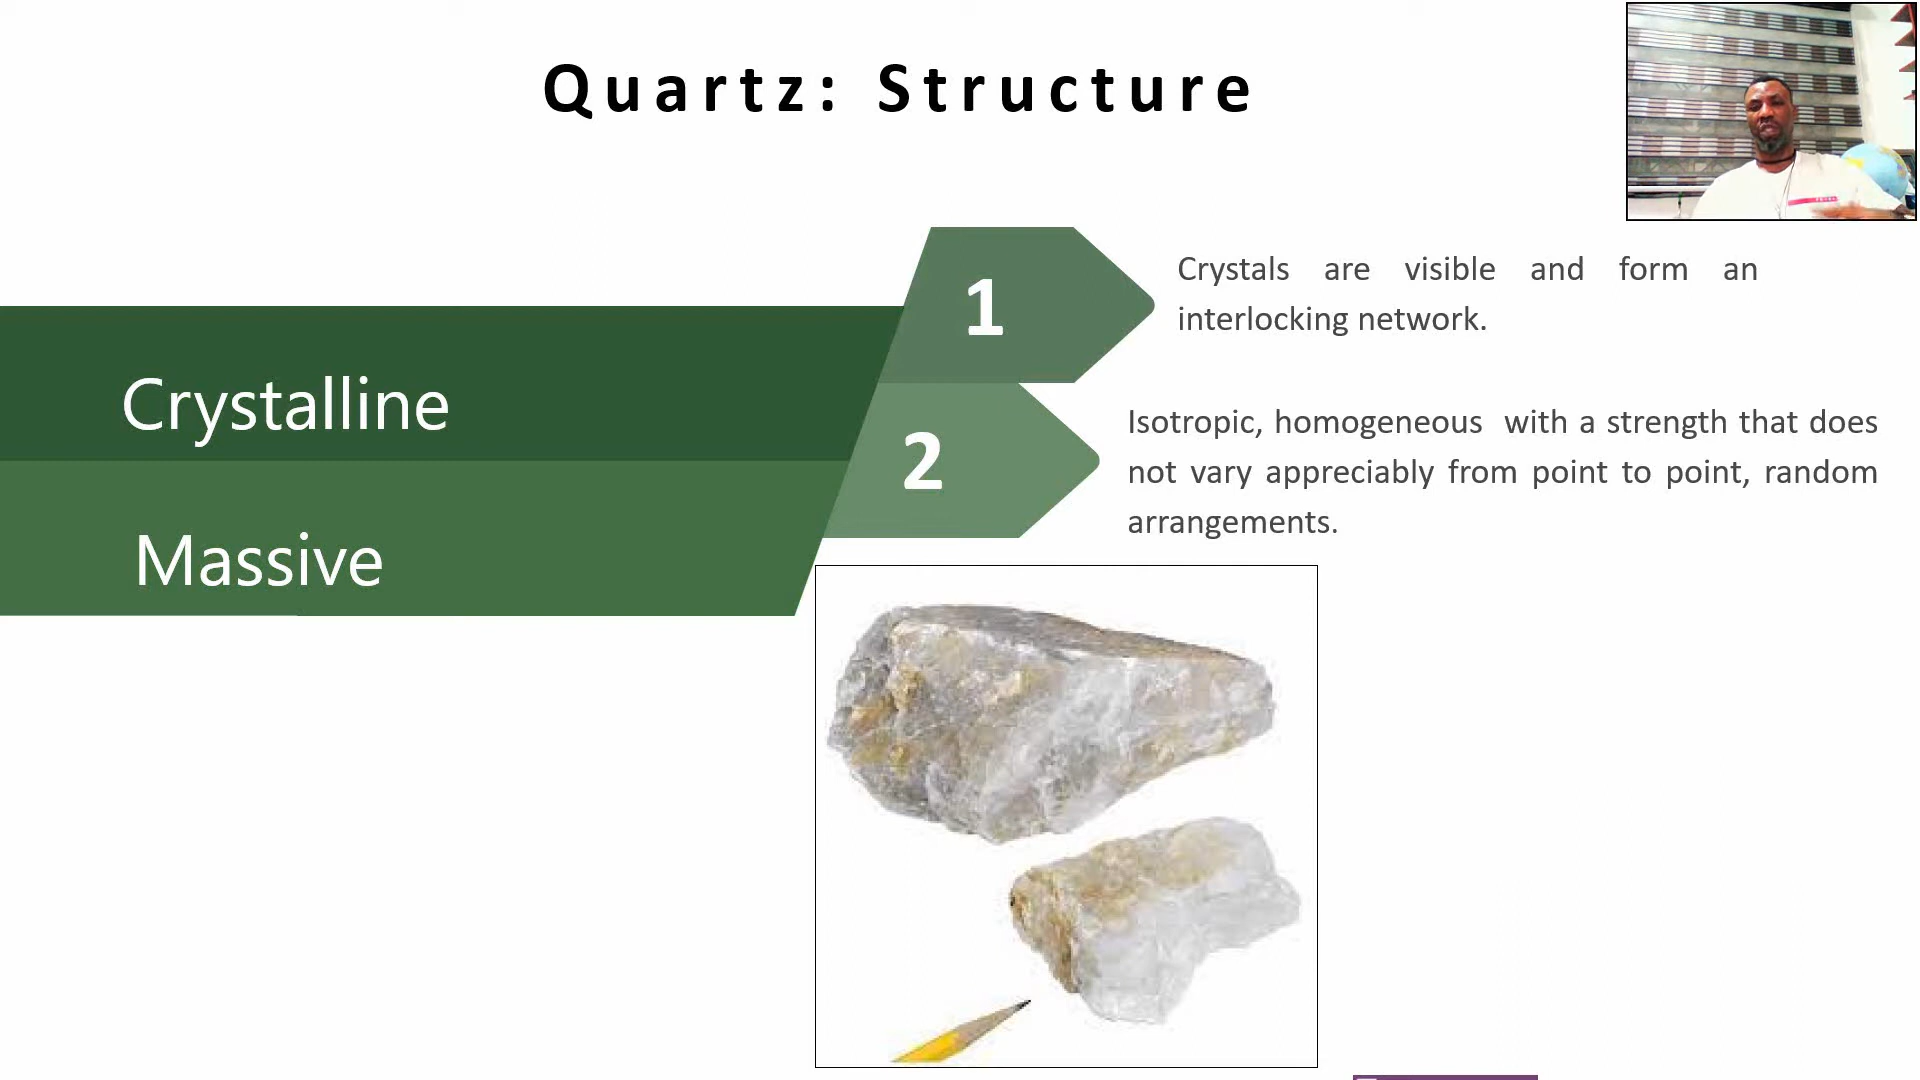 Quartz: Structure
1
Crystals are visible and form an
interlocking network.
Crystalline
2
Isotropic, homogeneous with a strength that does
not vary appreciably from point to point, random
arrangements.
Massive